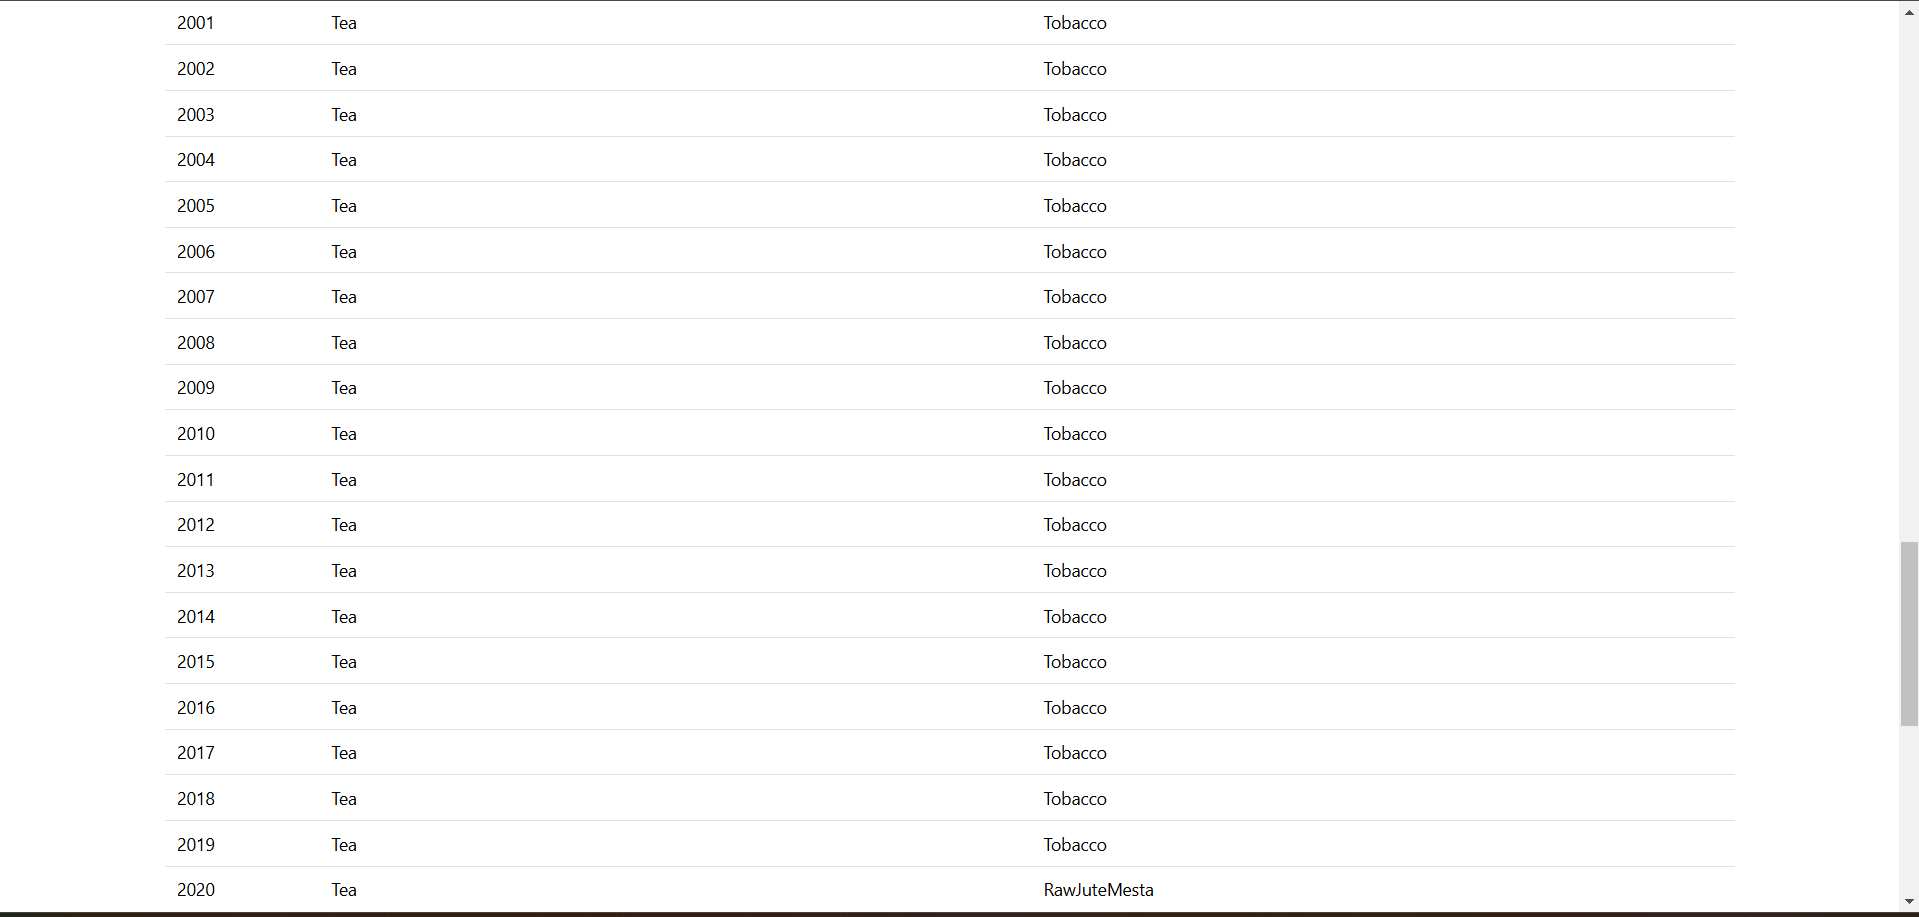 2001 Tea Tobacco
2002 Tea Tobacco
2003 Tea Tobacco
2004 Tea Tobacco
2005 Tea Tobacco
2006 Tea Tobacco
2007 Tea Tobacco
2008 Tea Tobacco
2009 Tea Tobacco
2010 Tea Tobacco
2011 Tea Tobacco
2012 Tea Tobacco
2013 Tea Tobacco
2014 Tea Tobacco
2015 Tea Tobacco
2016 Tea Tobacco
2017 Tea Tobacco
2018 Tea Tobacco
2019 Tea Tobacco
2020 Tea RawJuteMesta